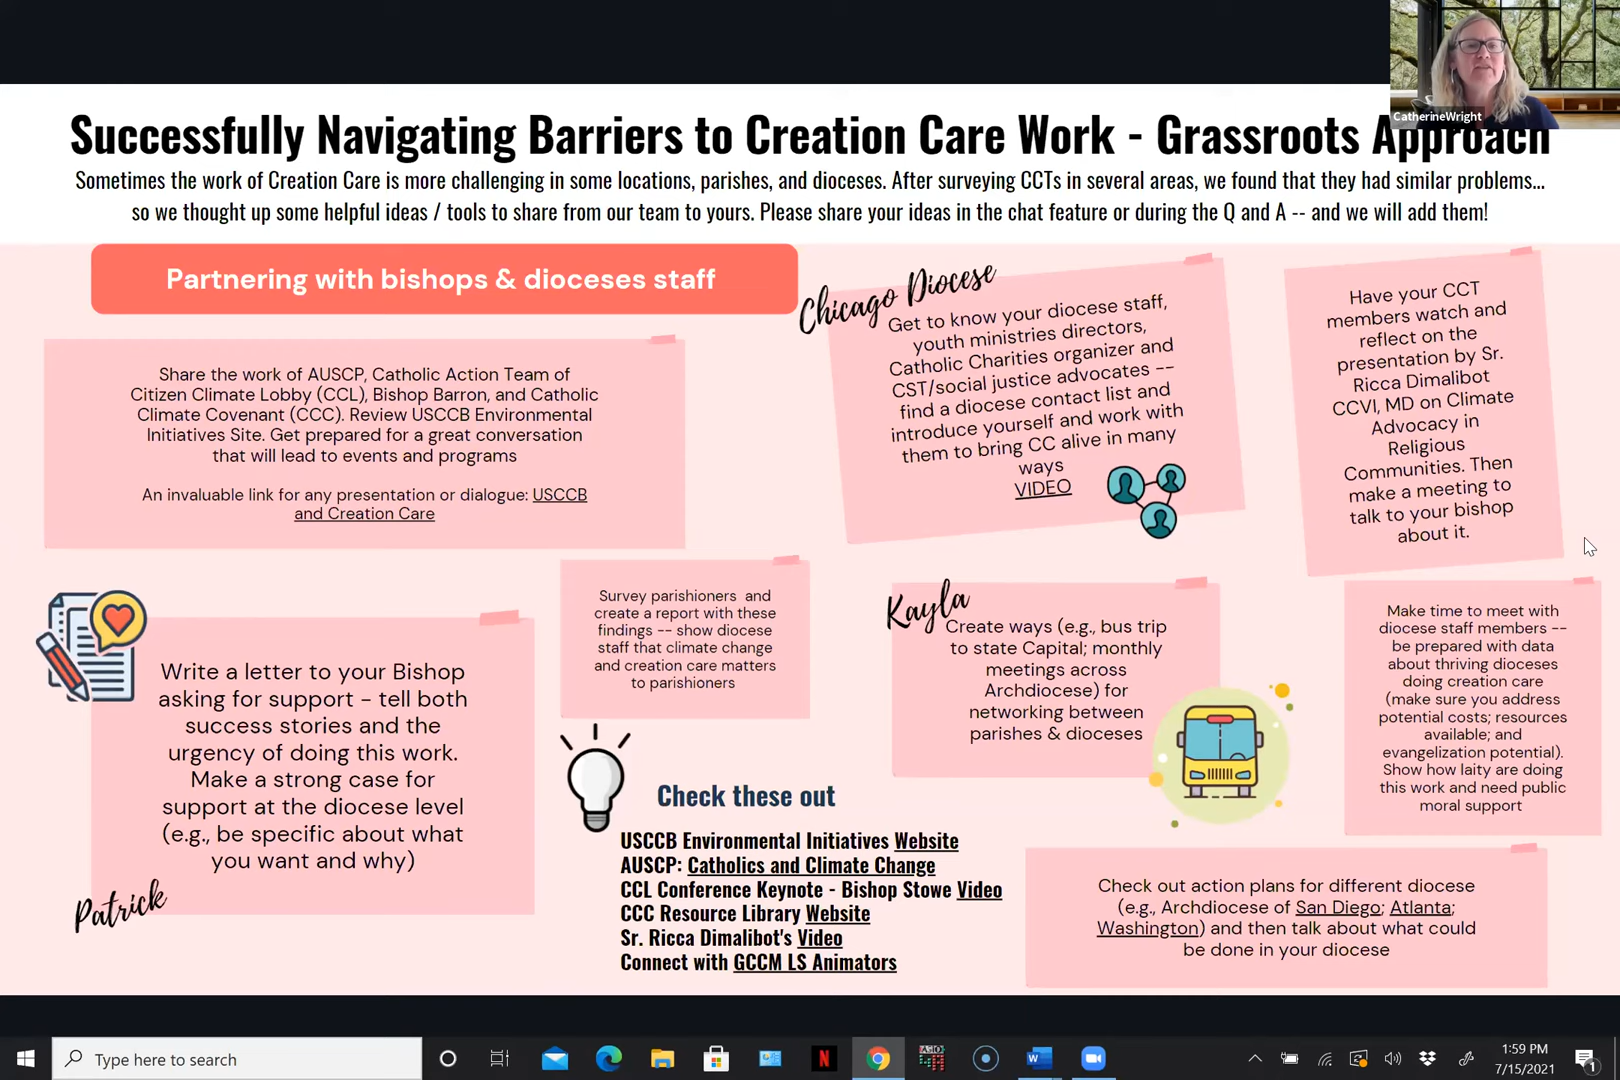 CatherineWright
Successfully Navigating Barriers to Creation Care Work - Grassroots Approach
Sometimes the work of Creation Care is more challenging in some locations, parishes, and dioceses. After surveying CCTs in several areas, we found that they had similar problems...
so we thought up some helpful ideas / tools to share from our team to yours. Please share your ideas in the chat feature or during the Q and A -- and we will add them!
Partnering with bishops & dioceses staff
Share the work of AUSCP, Catholic Action Team of
Citizen Climate Lobby (CCL), Bishop Barron, and Catholic
Climate Covenant (CCC). Review USCCB Environmental
Initiatives Site. Get prepared for a great conversation
that will lead to events and programs
An invaluable link for any presentation or dialogue: USCCB
and Creation Care
Chicago Diocese
Get to know your diocese staff,
youth ministries directors,
Catholic Charities organizer and
CST/social justice advocates --
find a diocese contact list and
introduce yourself and work with
them to bring CC alive in many
ways
VIDEO
Have your CCT
members watch and
reflect on the
presentation by Sr.
Ricca Dimalibot
CCVI, MD on Climate
Advocacy in
Religious
Communities. Then
make a meeting to
talk to your bishop
about it.
Write a letter to your Bishop
asking for support - tell both
success stories and the
urgency of doing this work.
Make a strong case for
support at the diocese level
(e.g., be specific about what
you want and why)
Patrick
Survey parishioners and
create a report with these
findings -- show diocese
staff that climate change
and creation care matters
to parishioners
Kayla
Create ways (e.g., bus trip
to state Capital; monthly
meetings across
Archdiocese) for
networking between
parishes & dioceses
Make time to meet with
diocese staff members --
be prepared with data
about thriving dioceses
doing creation care
(make sure you address
potential costs; resources
available; and
evangelization potential).
Show how laity are doing
this work and need public
moral support
Check these out
USCCB Environmental Initiatives Website
AUSCP: Catholics and Climate Change
CCL Conference Keynote - Bishop Stowe Video
CCC Resource Library Website
Sr. Ricca Dimalibot's Video
Connect with GCCM LS Animators
Check out action plans for different diocese
(e.g., Archdiocese of San Diego; Atlanta;
Washington) and then talk about what could
be done in your diocese
Type here to search
N
W
1:59 PM
7/15/2021
1